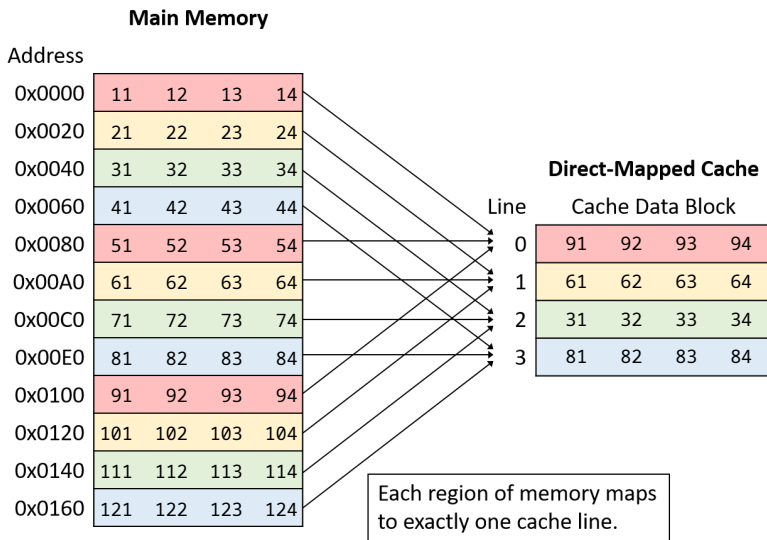 Main Memory
Address
0x0000 11 12 13 14
0x0020 21 22 23 24
0x0040 31 32 33 34
0x0060 41 42 43 44
0x0080 51 52 53 54
0x00A0 61 62 63 64
0x00C0 71 72 73 74
0x00E0 81 82 83 84
0x0100 91 92 93 94
0x0120 101 102 103 104
0x0140 111 112 113 114
0x0160 121 122 123 124
Direct-Mapped Cache
Line Cache Data Block
0 91 92 93 94
1 61 62 63 64
2 31 32 33 34
3 81 82 83 84
Each region of memory maps
to exactly one cache line.